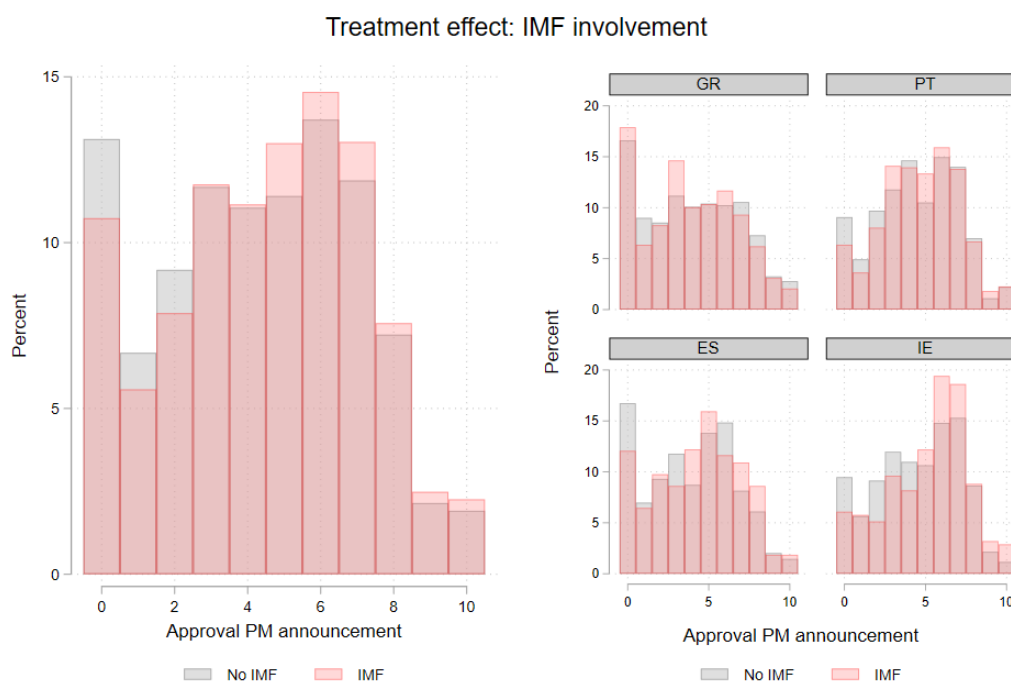 Treatment effect: IMF involvement
15
10
5
0
Percent
0 2 4 6 8 10
Approval PM announcement
No IMF IMF
GR PT
20
15
10
5
0
ES IE
20
15
10
5
0
Percent
0 5 10 0 5 10
Approval PM announcement
No IMF IMF